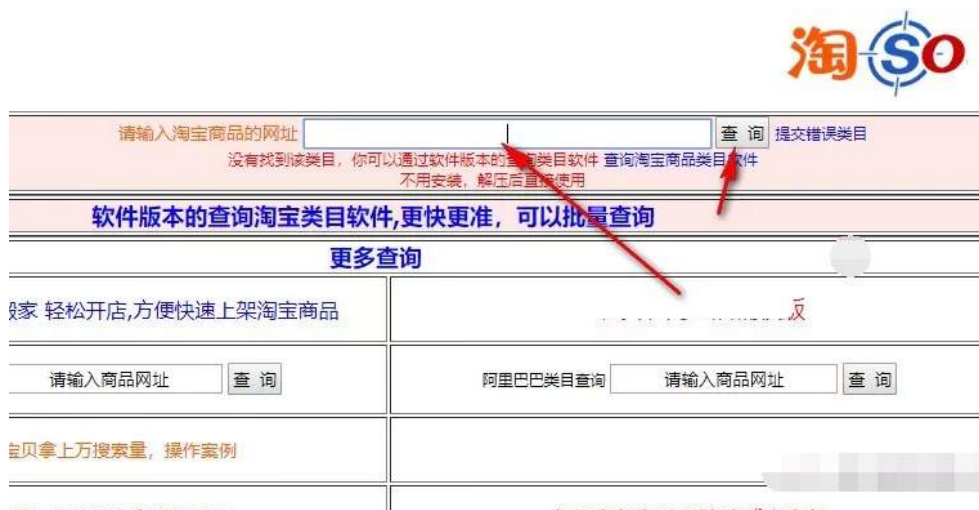 淘SO
请输入淘宝商品的网址 查 询 提交错误类目
没有找到该类目，你可以通过软件版本的查询类目软件 查询淘宝商品类目软件
不用安装，解压后直接使用
软件版本的查询淘宝类目软件,更快更准，可以批量查询
更多查询
家 轻松开店,方便快速上架淘宝商品
请输入商品网址 查 询 阿里巴巴类目查询 请输入商品网址 查 询
宝贝拿上万搜索量，操作案例